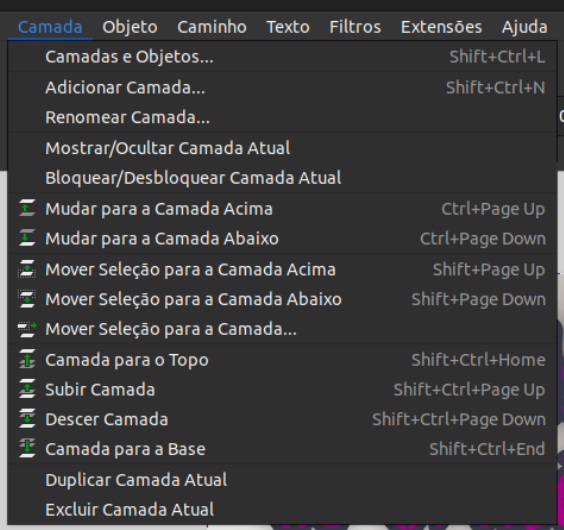 Camada Objeto Caminho Texto Filtros Extensões Ajuda
Camadas e Objetos... Shift+Ctrl+L
Adicionar Camada... Shift+Ctrl+N
Renomear Camada...
Mostrar/Ocultar Camada Atual
Bloquear/Desbloquear Camada Atual
Mudar para a Camada Acima Ctrl+Page Up
Mudar para a Camada Abaixo Ctrl+Page Down
Mover Seleção para a Camada Acima Shift+Page Up
Mover Seleção para a Camada Abaixo Shift+Page Down
Mover Seleção para a Camada...
Camada para o Topo Shift+Ctrl+Home
Subir Camada Shift+Ctrl+Page Up
Descer Camada Shift+Ctrl+Page Down
Camada para a Base Shift+Ctrl+End
Duplicar Camada Atual
Excluir Camada Atual